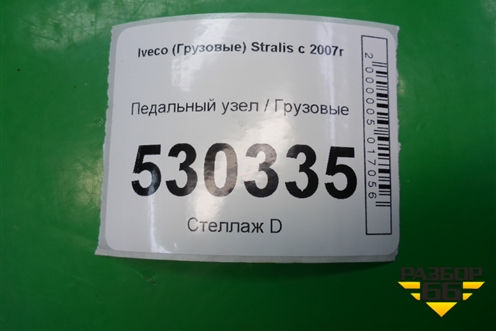 Iveco (Грузовые) Stralis с 2007г
Педальный узел / Грузовые
530335
Стеллаж D
2000005017056
РАЗБОР
66